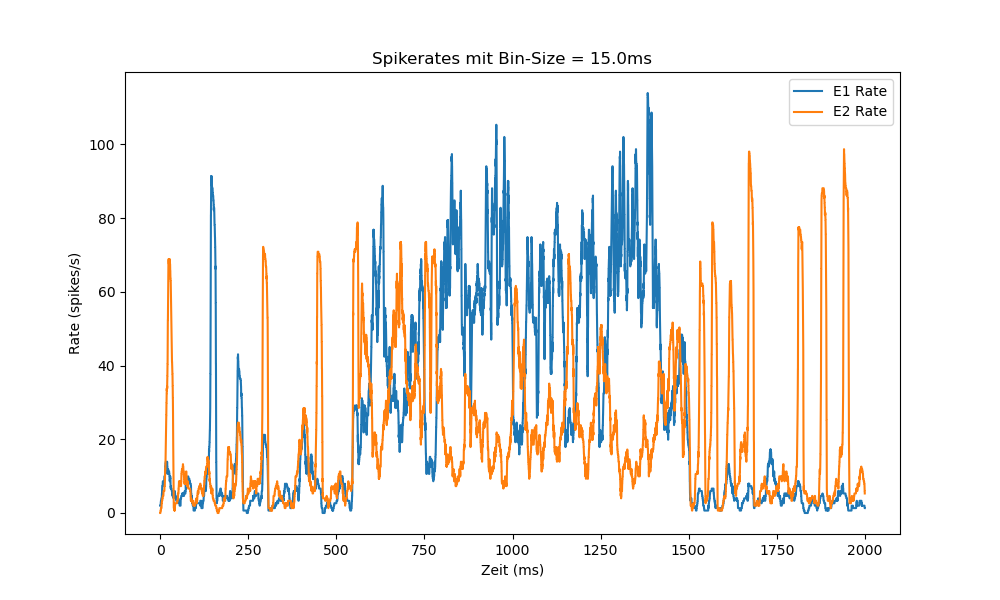 Spikerates mit Bin-Size = 15.0ms
E1 Rate
E2 Rate
100
80
60
40
20
0
Rate (spikes/s)
0 250 500 750 1000 1250 1500 1750 2000
Zeit (ms)